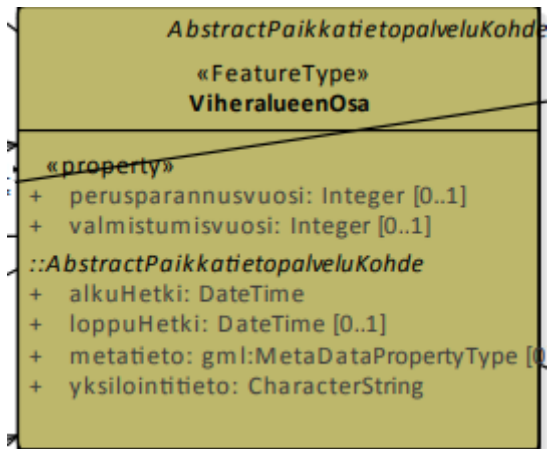 AbstractPaikkatietopalveluKohde
«FeatureType»
ViheralueenOsa
«property»
+ perusparannusvuosi: Integer [0..1]
+ valmistumisvuosi: Integer [0..1]
::AbstractPaikkatietopalveluKohde
+ alkuHetki: DateTime
+ loppuHetki: DateTime [0..1]
+ metatieto: gml:MetaDataPropertyType [0
+ yksilointitieto: CharacterString